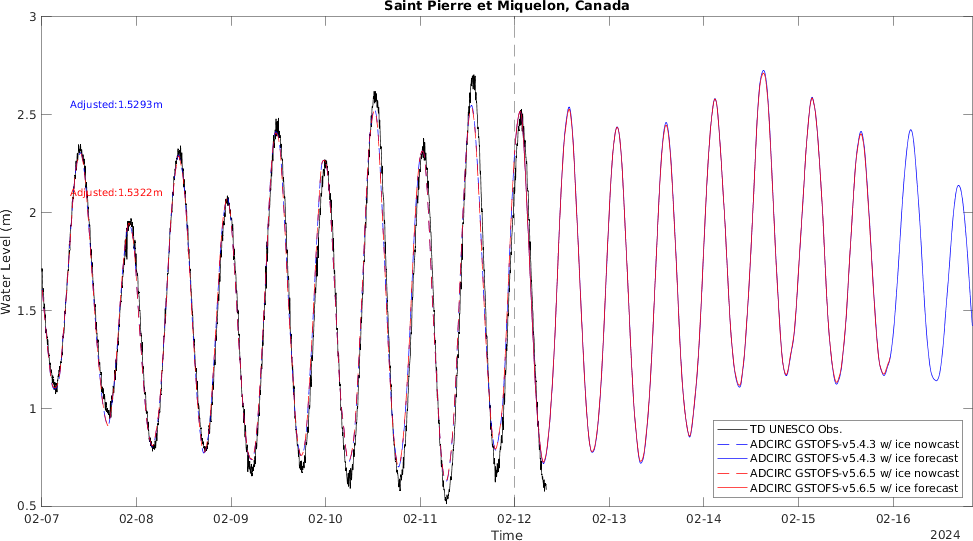 Saint Pierre et Miquelon, Canada
3
2.5
2
1.5
1
0.5
Water Level (m)
Adjusted:1.5293m
Adjusted:1.5322m
TD UNESCO Obs.
ADCIRC GSTOFS-v5.4.3 w/ ice nowcast
ADCIRC GSTOFS-v5.4.3 w/ ice forecast
ADCIRC GSTOFS-v5.6.5 w/ ice nowcast
ADCIRC GSTOFS-v5.6.5 w/ ice forecast
02-07 02-08 02-09 02-10 02-11 02-12 02-13 02-14 02-15 02-16
Time
2024